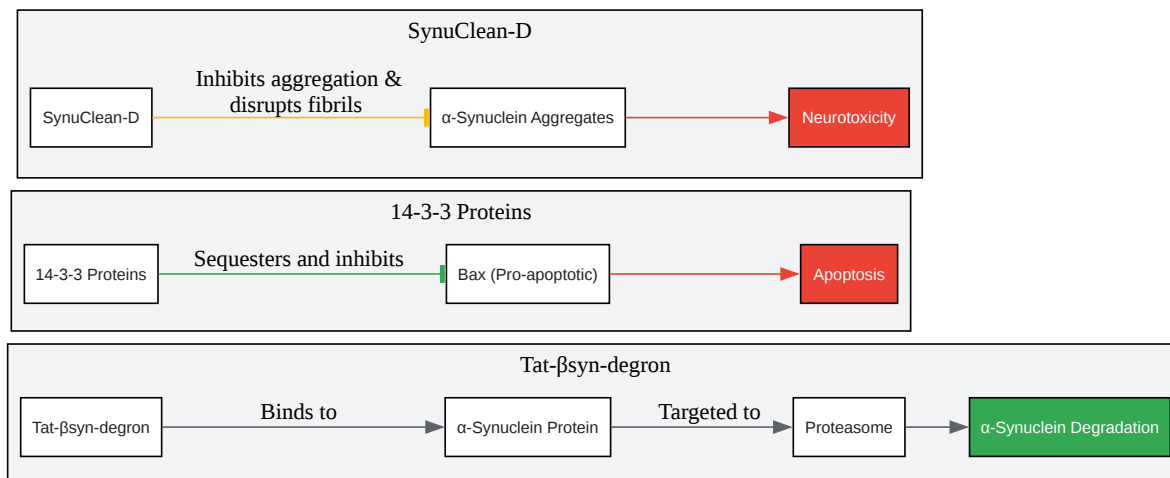 SynuClean-D
Inhibits aggregation &
disrupts fibrils
SynuClean-D
α-Synuclein Aggregates
Neurotoxicity
14-3-3 Proteins
Sequesters and inhibits
14-3-3 Proteins
Bax (Pro-apoptotic)
Apoptosis
Tat-βsyn-degron
Binds to
Targeted to
Tat-βsyn-degron
α-Synuclein Protein
Proteasome
α-Synuclein Degradation